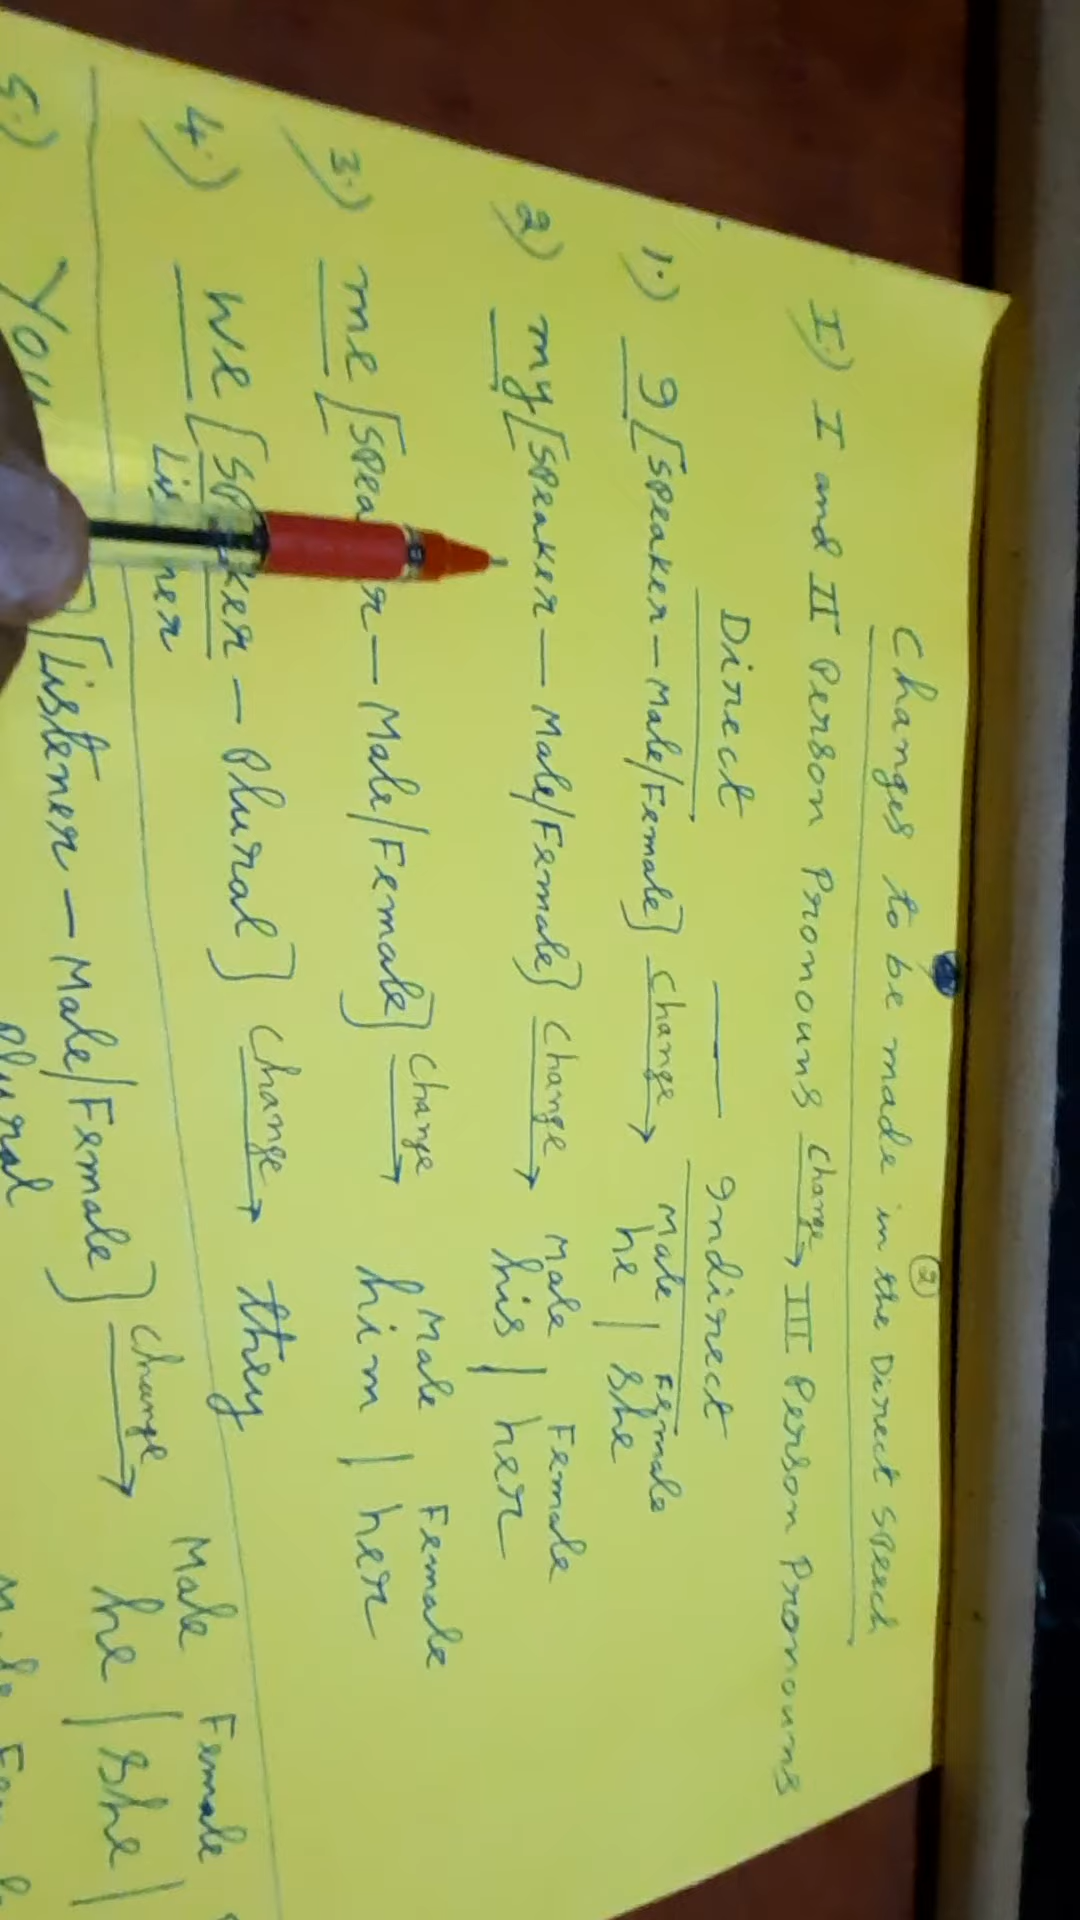 ②
Changes to be made in the Direct Speech
I.) I and II Person Pronouns Change→ III Person Pronouns
Direct — Indirect
Male | Female
1.) I [Speaker – Male/Female] Change→ he | she
Male Female
2) my [Speaker – Male/Female] Change→ his | her
Male Female
3.) me [Speaker – Male/Female] Change→ him | her
4.) We [Speaker – Plural] Change→ they
Listener
Male Female
5.) You [Listener – Male/Female] Change→ he | she |
Plural